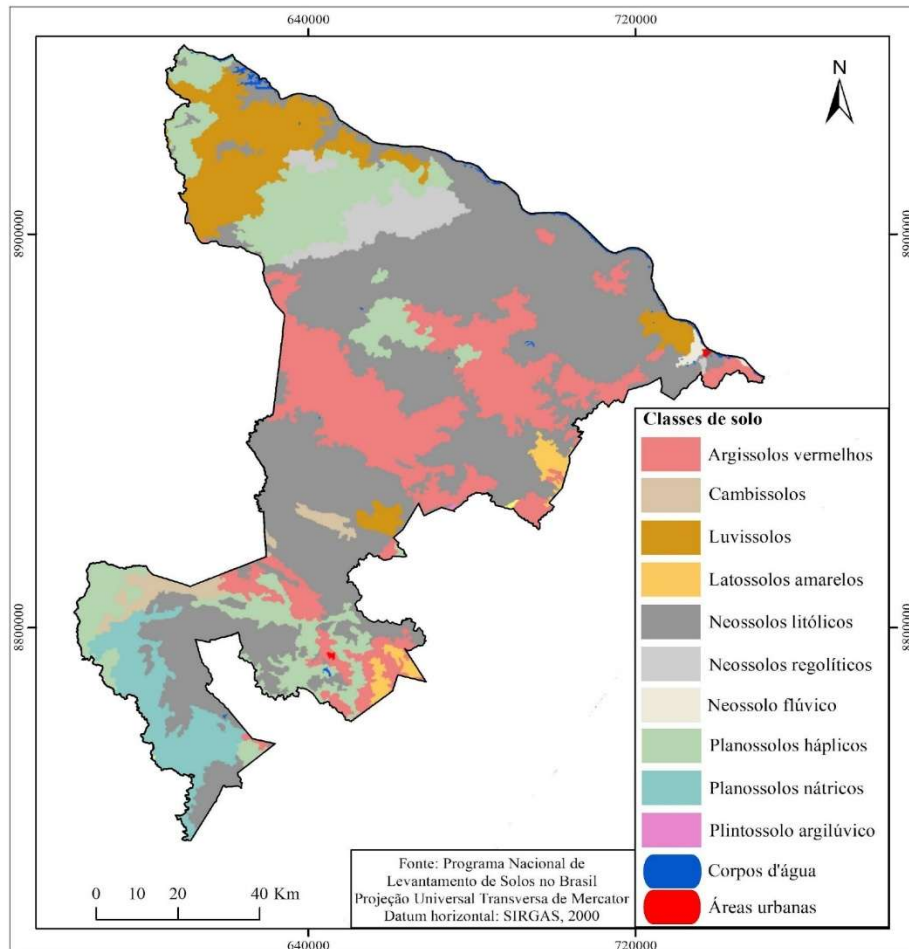 640000
720000
N
8900000
8900000
Classes de solo
Argissolos vermelhos
Cambissolos
Luvissolos
Latossolos amarelos
Neossolos litólicos
Neossolos regolíticos
Neossolo flúvico
Planossolos háplicos
Planossolos nátricos
Plintossolo argilúvico
Corpos d'água
Áreas urbanas
8800000
8800000
0 10 20 40 Km
Fonte: Programa Nacional de
Levantamento de Solos no Brasil
Projeção Universal Transversa de Mercator
Datum horizontal: SIRGAS, 2000
640000
720000